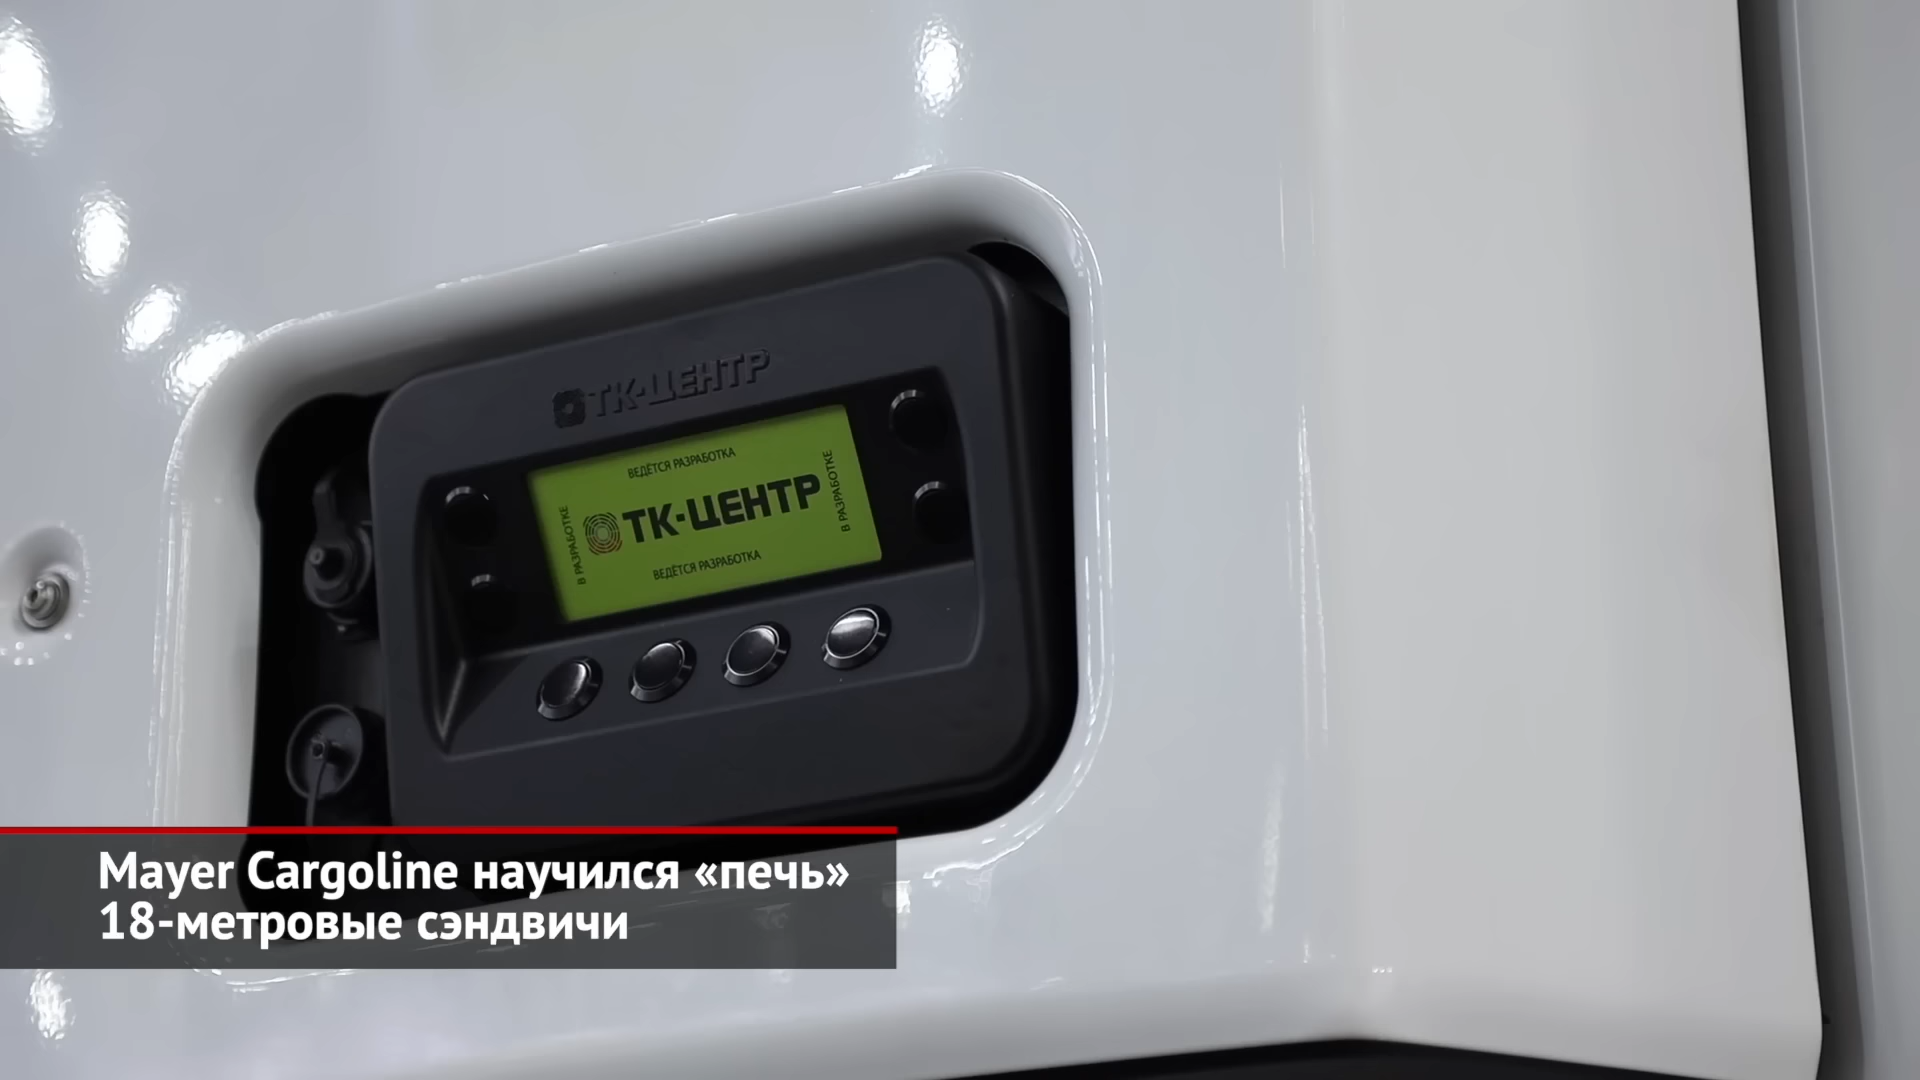 ТК-ЦЕНТР
ВЕДЁТСЯ РАЗРАБОТКА
В РАЗРАБОТКЕ
ТК-ЦЕНТР
В РАЗРАБОТКЕ
ВЕДЁТСЯ РАЗРАБОТКА
Mayer Cargoline научился «печь»
18-метровые сэндвичи